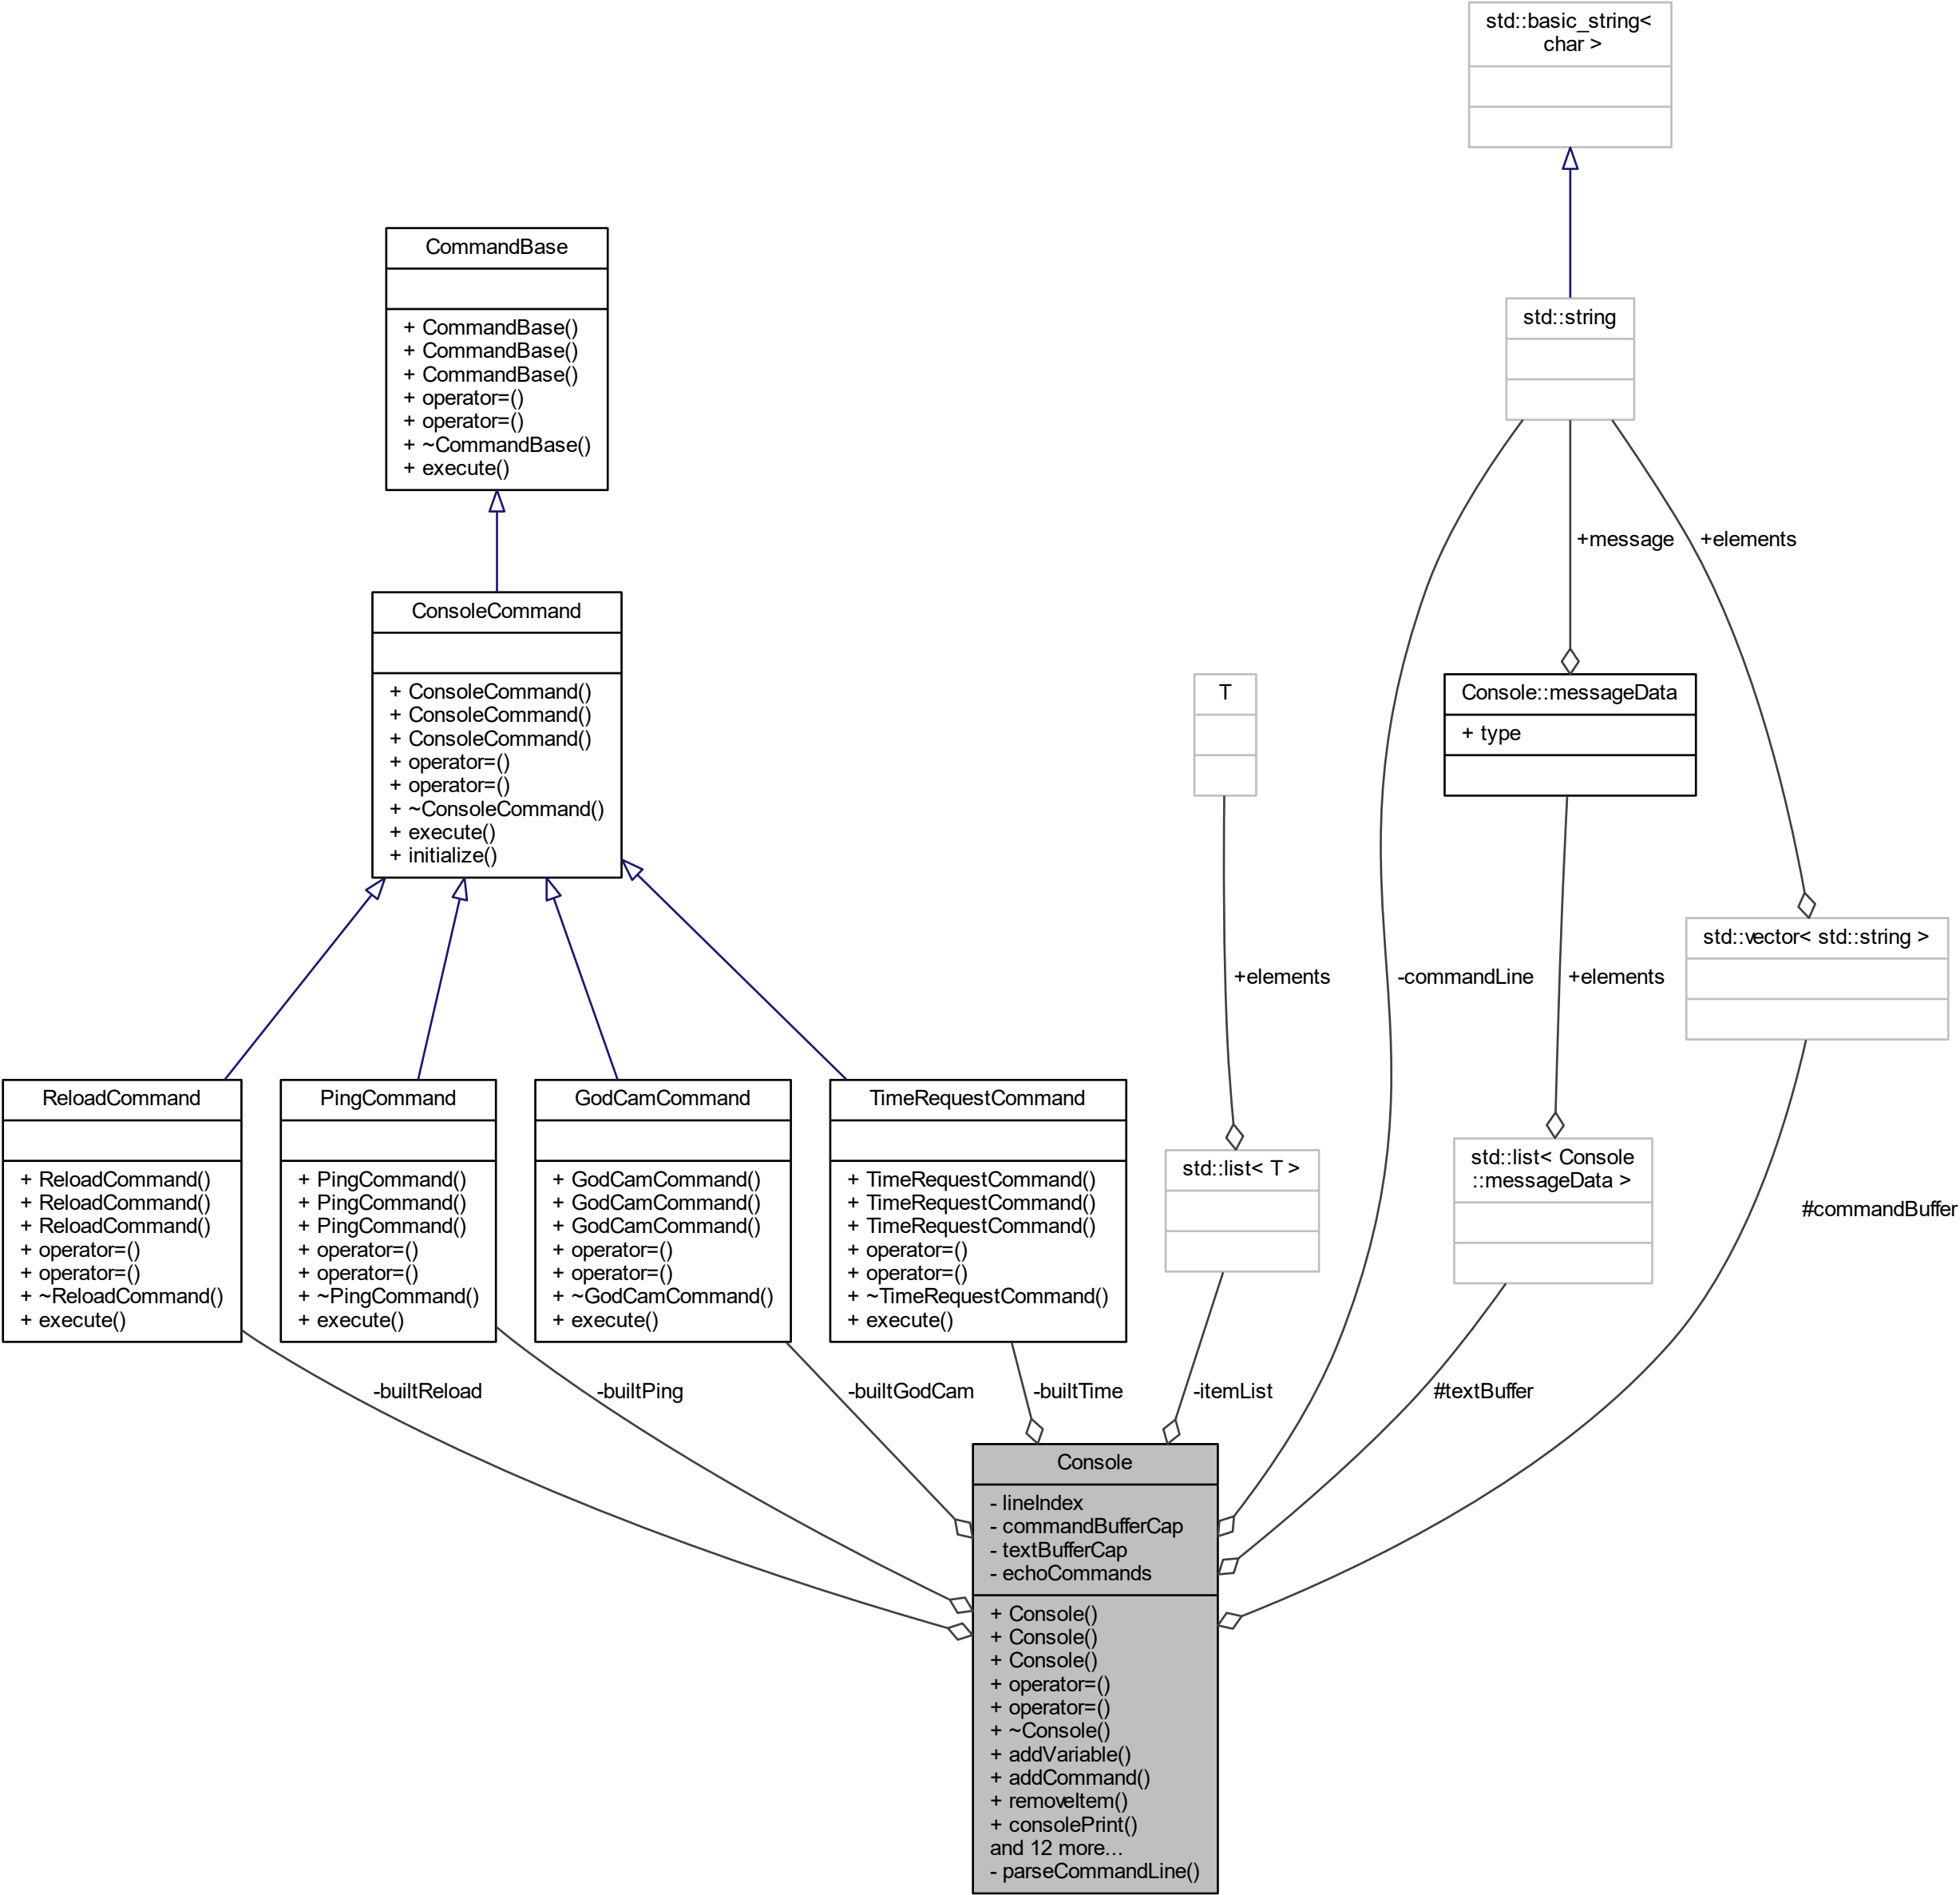 std::basic_string<
char >
CommandBase
+ CommandBase()
+ CommandBase()
+ CommandBase()
+ operator=()
+ operator=()
+ ~CommandBase()
+ execute()
std::string
+message
+elements
ConsoleCommand
+ ConsoleCommand()
+ ConsoleCommand()
+ ConsoleCommand()
+ operator=()
+ operator=()
+ ~ConsoleCommand()
+ execute()
+ initialize()
T
Console::messageData
+ type
std::vector< std::string >
+elements
-commandLine
+elements
ReloadCommand
+ ReloadCommand()
+ ReloadCommand()
+ ReloadCommand()
+ operator=()
+ operator=()
+ ~ReloadCommand()
+ execute()
PingCommand
+ PingCommand()
+ PingCommand()
+ PingCommand()
+ operator=()
+ operator=()
+ ~PingCommand()
+ execute()
GodCamCommand
+ GodCamCommand()
+ GodCamCommand()
+ GodCamCommand()
+ operator=()
+ operator=()
+ ~GodCamCommand()
+ execute()
TimeRequestCommand
+ TimeRequestCommand()
+ TimeRequestCommand()
+ TimeRequestCommand()
+ operator=()
+ operator=()
+ ~TimeRequestCommand()
+ execute()
std::list< T >
std::list< Console
::messageData >
#commandBuffer
-builtReload
-builtPing
-builtGodCam
-builtTime
-itemList
#textBuffer
Console
- lineIndex
- commandBufferCap
- textBufferCap
- echoCommands
+ Console()
+ Console()
+ Console()
+ operator=()
+ operator=()
+ ~Console()
+ addVariable()
+ addCommand()
+ removeItem()
+ consolePrint()
and 12 more...
- parseCommandLine()